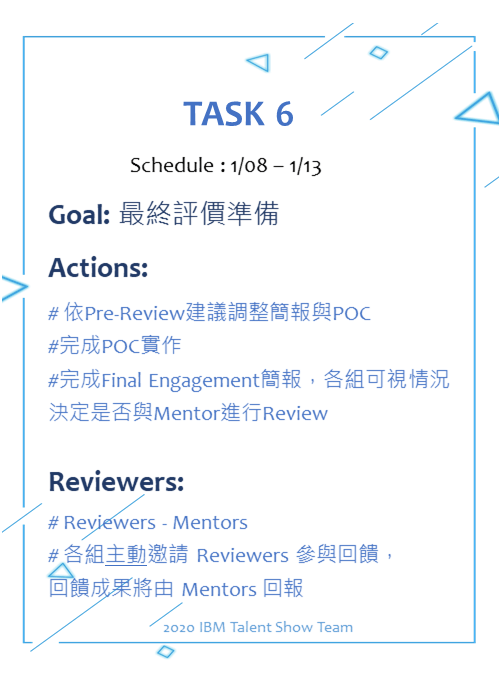 TASK 6
Schedule : 1/08 – 1/13
Goal: 最終評價準備
Actions:
# 依Pre-Review建議調整簡報與POC
#完成POC實作
#完成Final Engagement簡報，各組可視情況
決定是否與Mentor進行Review
Reviewers:
# Reviewers - Mentors
# 各組主動邀請 Reviewers 參與回饋，
回饋成果將由 Mentors 回報
2020 IBM Talent Show Team